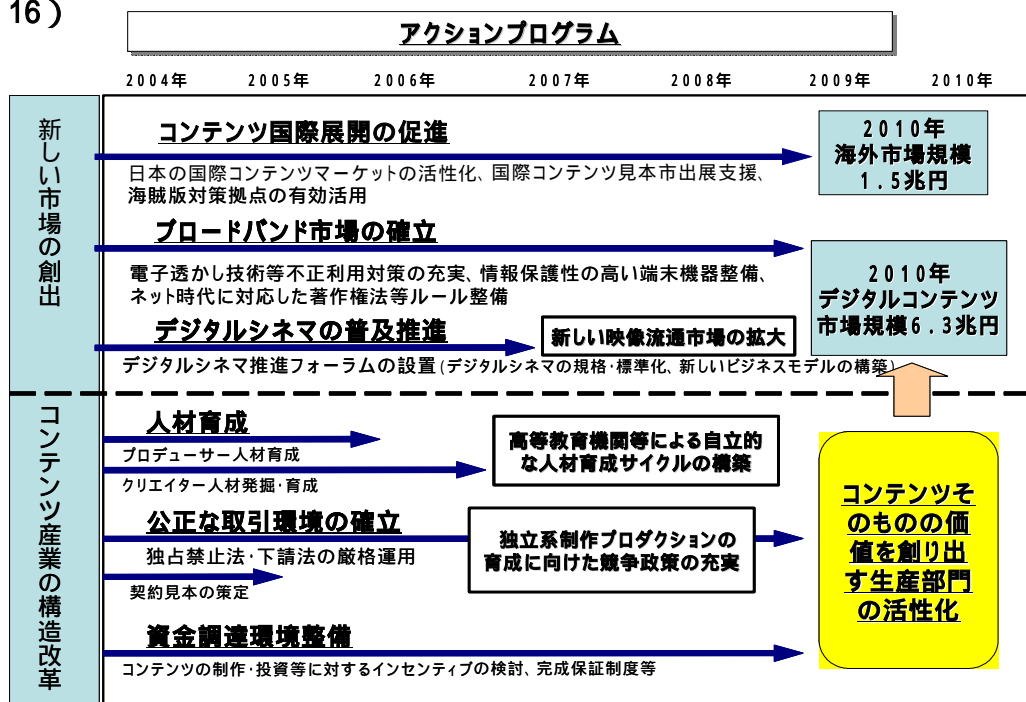 16）
アクションプログラム
2004年 2005年 2006年 2007年 2008年 2009年 2010年
新しい市場の創出
コンテンツ国際展開の促進
日本の国際コンテンツマーケットの活性化、国際コンテンツ見本市出展支援、
海賊版対策拠点の有効活用
2010年
海外市場規模
1.5兆円
ブロードバンド市場の確立
電子透かし技術等不正利用対策の充実、情報保護性の高い端末機器整備、
ネット時代に対応した著作権法等ルール整備
2010年
デジタルコンテンツ
市場規模6.3兆円
デジタルシネマの普及推進
新しい映像流通市場の拡大
デジタルシネマ推進フォーラムの設置(デジタルシネマの規格・標準化、新しいビジネスモデルの構築)
コンテンツ産業の構造改革
人材育成
プロデューサー人材育成
クリエイター人材発掘・育成
高等教育機関等による自立的
な人材育成サイクルの構築
公正な取引環境の確立
独占禁止法・下請法の厳格運用
契約見本の策定
独立系制作プロダクションの
育成に向けた競争政策の充実
資金調達環境整備
コンテンツの制作・投資等に対するインセンティブの検討、完成保証制度等
コンテンツそ
のものの価
値を創り出
す生産部門
の活性化